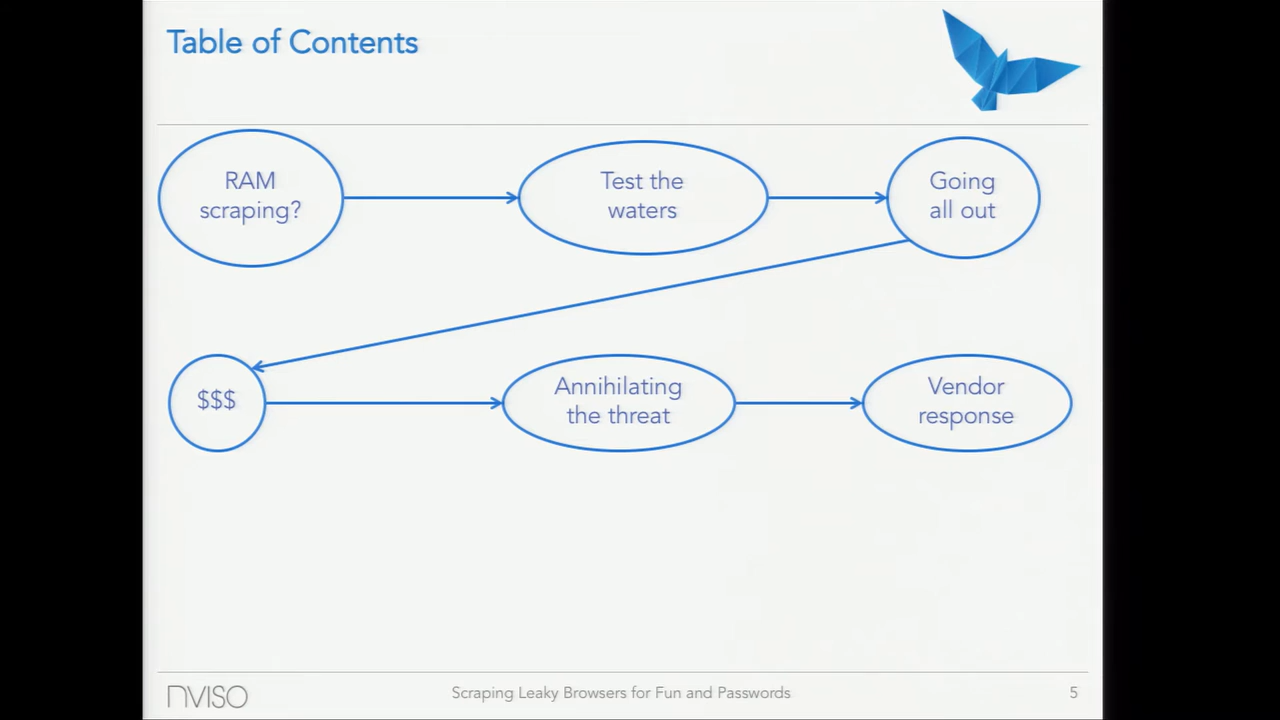 Table of Contents
RAM
scraping?
Test the
waters
Going
all out
$$$
Annihilating
the threat
Vendor
response
NVISO
Scraping Leaky Browsers for Fun and Passwords
5